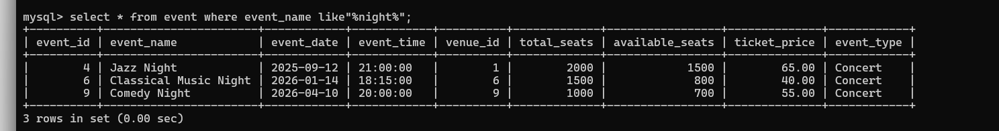 mysql> select * from event where event_name like"%night%";
+----------+-----------------------+------------+------------+----------+-------------+-----------------+--------------+------------+
| event_id | event_name            | event_date | event_time | venue_id | total_seats | available_seats | ticket_price | event_type |
+----------+-----------------------+------------+------------+----------+-------------+-----------------+--------------+------------+
|        4 | Jazz Night            | 2025-09-12 | 21:00:00   |        1 |        2000 |            1500 |        65.00 | Concert    |
|        6 | Classical Music Night | 2026-01-14 | 18:15:00   |        6 |        1500 |             800 |        40.00 | Concert    |
|        9 | Comedy Night          | 2026-04-10 | 20:00:00   |        9 |        1000 |             700 |        55.00 | Concert    |
+----------+-----------------------+------------+------------+----------+-------------+-----------------+--------------+------------+
3 rows in set (0.00 sec)